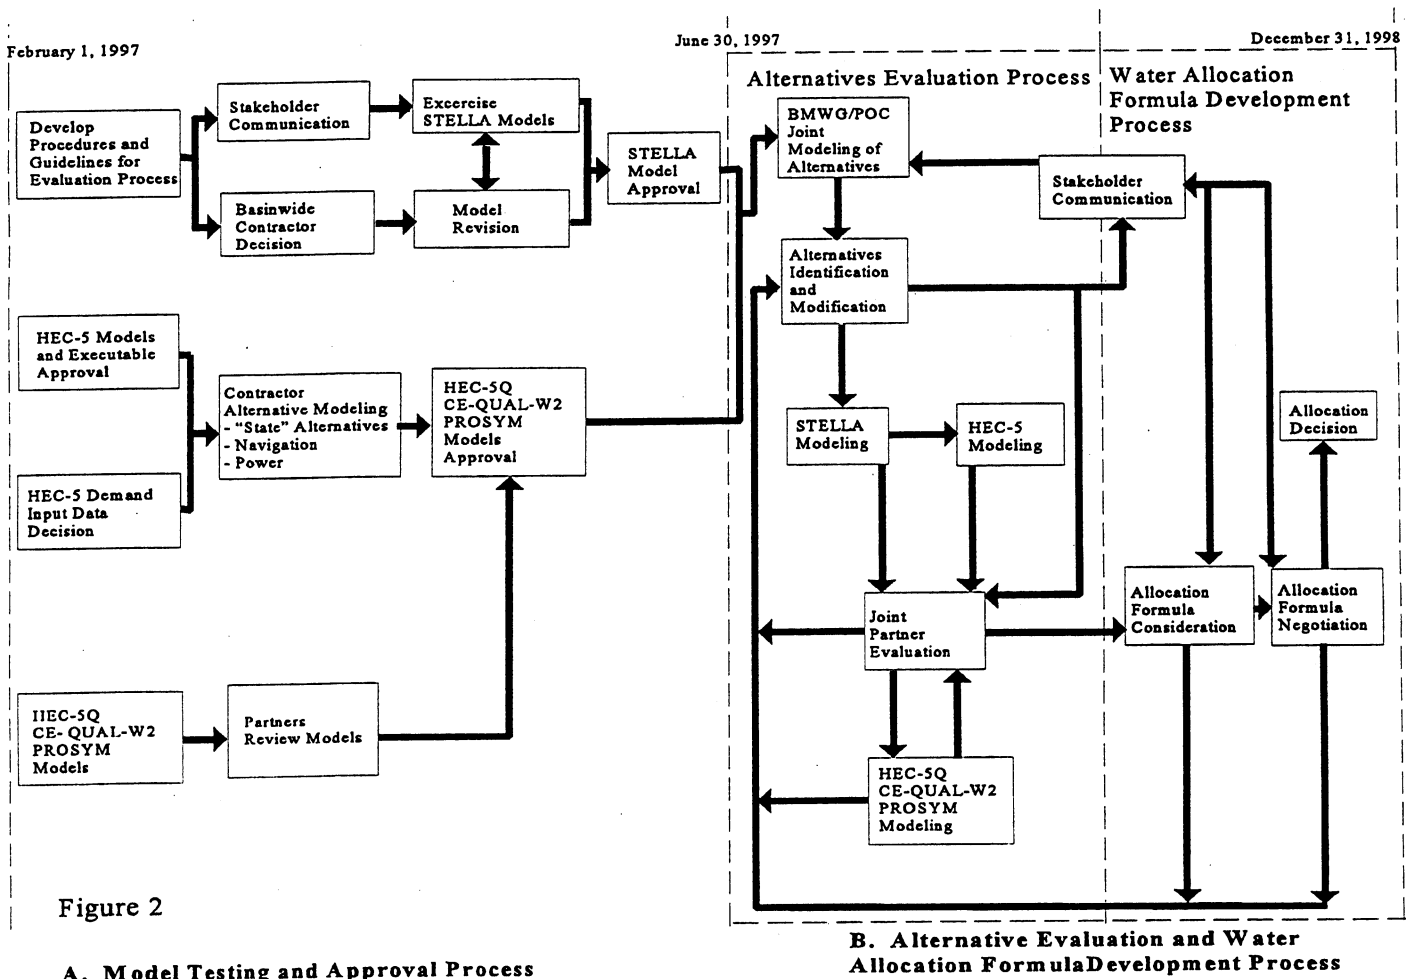 February 1, 1997
June 30, 1997
December 31, 1998
Alternatives Evaluation Process
Water Allocation
Formula Development
Process
Develop
Procedures and
Guidelines for
Evaluation Process
Stakeholder
Communication
Excercise
STELLA Models
Basinwide
Contractor
Decision
Model
Revision
STELLA
Model
Approval
HEC-5 Models
and Executable
Approval
HEC-5 Demand
Input Data
Decision
Contractor
Alternative Modeling
- "State" Alternatives
- Navigation
- Power
HEC-5Q
CE-QUAL-W2
PROSYM
Models
Approval
HEC-5Q
CE- QUAL-W2
PROSYM
Models
Partners
Review Models
BMWG/POC
Joint
Modeling of
Alternatives
Stakeholder
Communication
Alternatives
Identification
and
Modification
STELLA
Modeling
HEC-5
Modeling
Allocation
Decision
Joint
Partner
Evaluation
Allocation
Formula
Consideration
Allocation
Formula
Negotiation
HEC-5Q
CE-QUAL-W2
PROSYM
Modeling
Figure 2
A. Model Testing and Approval Process
B. Alternative Evaluation and Water
Allocation FormulaDevelopment Process